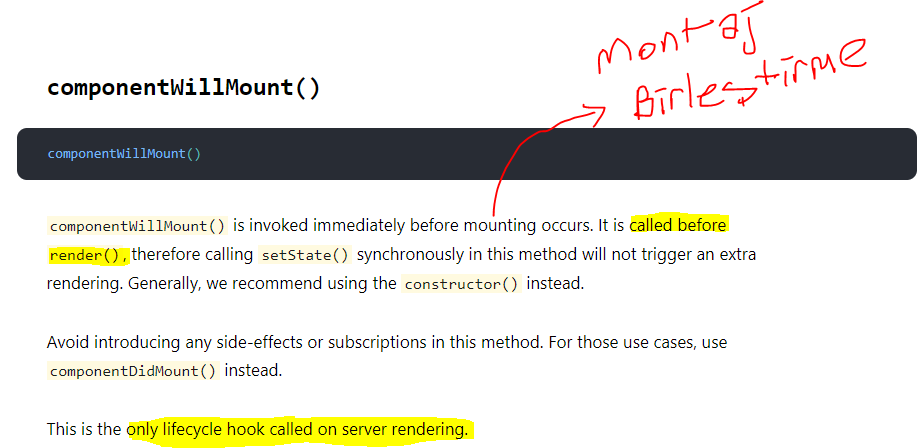 montaj
Birleştirme
componentWillMount()
componentWillMount()
componentWillMount() is invoked immediately before mounting occurs. It is called before
render(), therefore calling setState() synchronously in this method will not trigger an extra
rendering. Generally, we recommend using the constructor() instead.
Avoid introducing any side-effects or subscriptions in this method. For those use cases, use
componentDidMount() instead.
This is the only lifecycle hook called on server rendering.